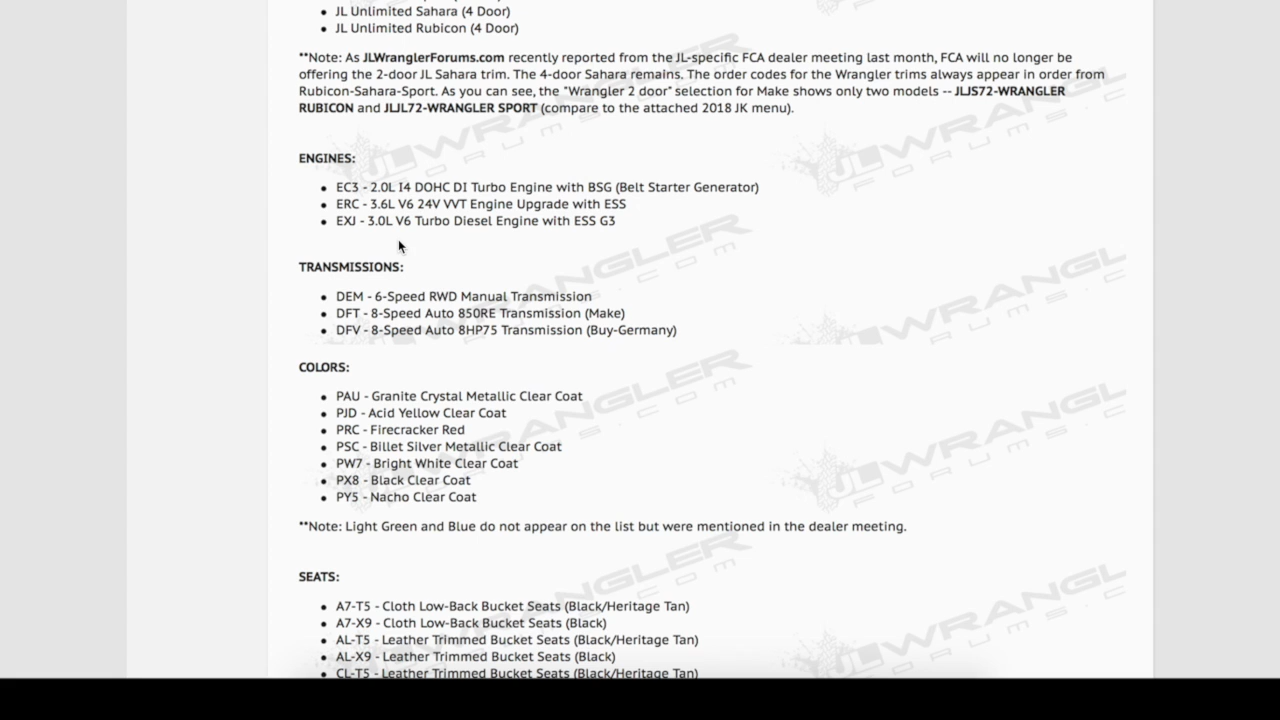 JL Unlimited Sahara (4 Door)
JL Unlimited Rubicon (4 Door)
**Note: As JLWranglerForums.com recently reported from the JL-specific FCA dealer meeting last month, FCA will no longer be
offering the 2-door JL Sahara trim. The 4-door Sahara remains. The order codes for the Wrangler trims always appear in order from
Rubicon-Sahara-Sport. As you can see, the "Wrangler 2 door" selection for Make shows only two models -- JLJS72-WRANGLER
RUBICON and JLJL72-WRANGLER SPORT (compare to the attached 2018 JK menu).
ENGINES:
EC3 - 2.0L I4 DOHC DI Turbo Engine with BSG (Belt Starter Generator)
ERC - 3.6L V6 24V VVT Engine Upgrade with ESS
EXJ - 3.0L V6 Turbo Diesel Engine with ESS G3
TRANSMISSIONS:
DEM - 6-Speed RWD Manual Transmission
DFT - 8-Speed Auto 850RE Transmission (Make)
DFV - 8-Speed Auto 8HP75 Transmission (Buy-Germany)
COLORS:
PAU - Granite Crystal Metallic Clear Coat
PJD - Acid Yellow Clear Coat
PRC - Firecracker Red
PSC - Billet Silver Metallic Clear Coat
PW7 - Bright White Clear Coat
PX8 - Black Clear Coat
PY5 - Nacho Clear Coat
**Note: Light Green and Blue do not appear on the list but were mentioned in the dealer meeting.
SEATS:
A7-T5 - Cloth Low-Back Bucket Seats (Black/Heritage Tan)
A7-X9 - Cloth Low-Back Bucket Seats (Black)
AL-T5 - Leather Trimmed Bucket Seats (Black/Heritage Tan)
AL-X9 - Leather Trimmed Bucket Seats (Black)
CL-T5 - Leather Trimmed Bucket Seats (Black/Heritage Tan)